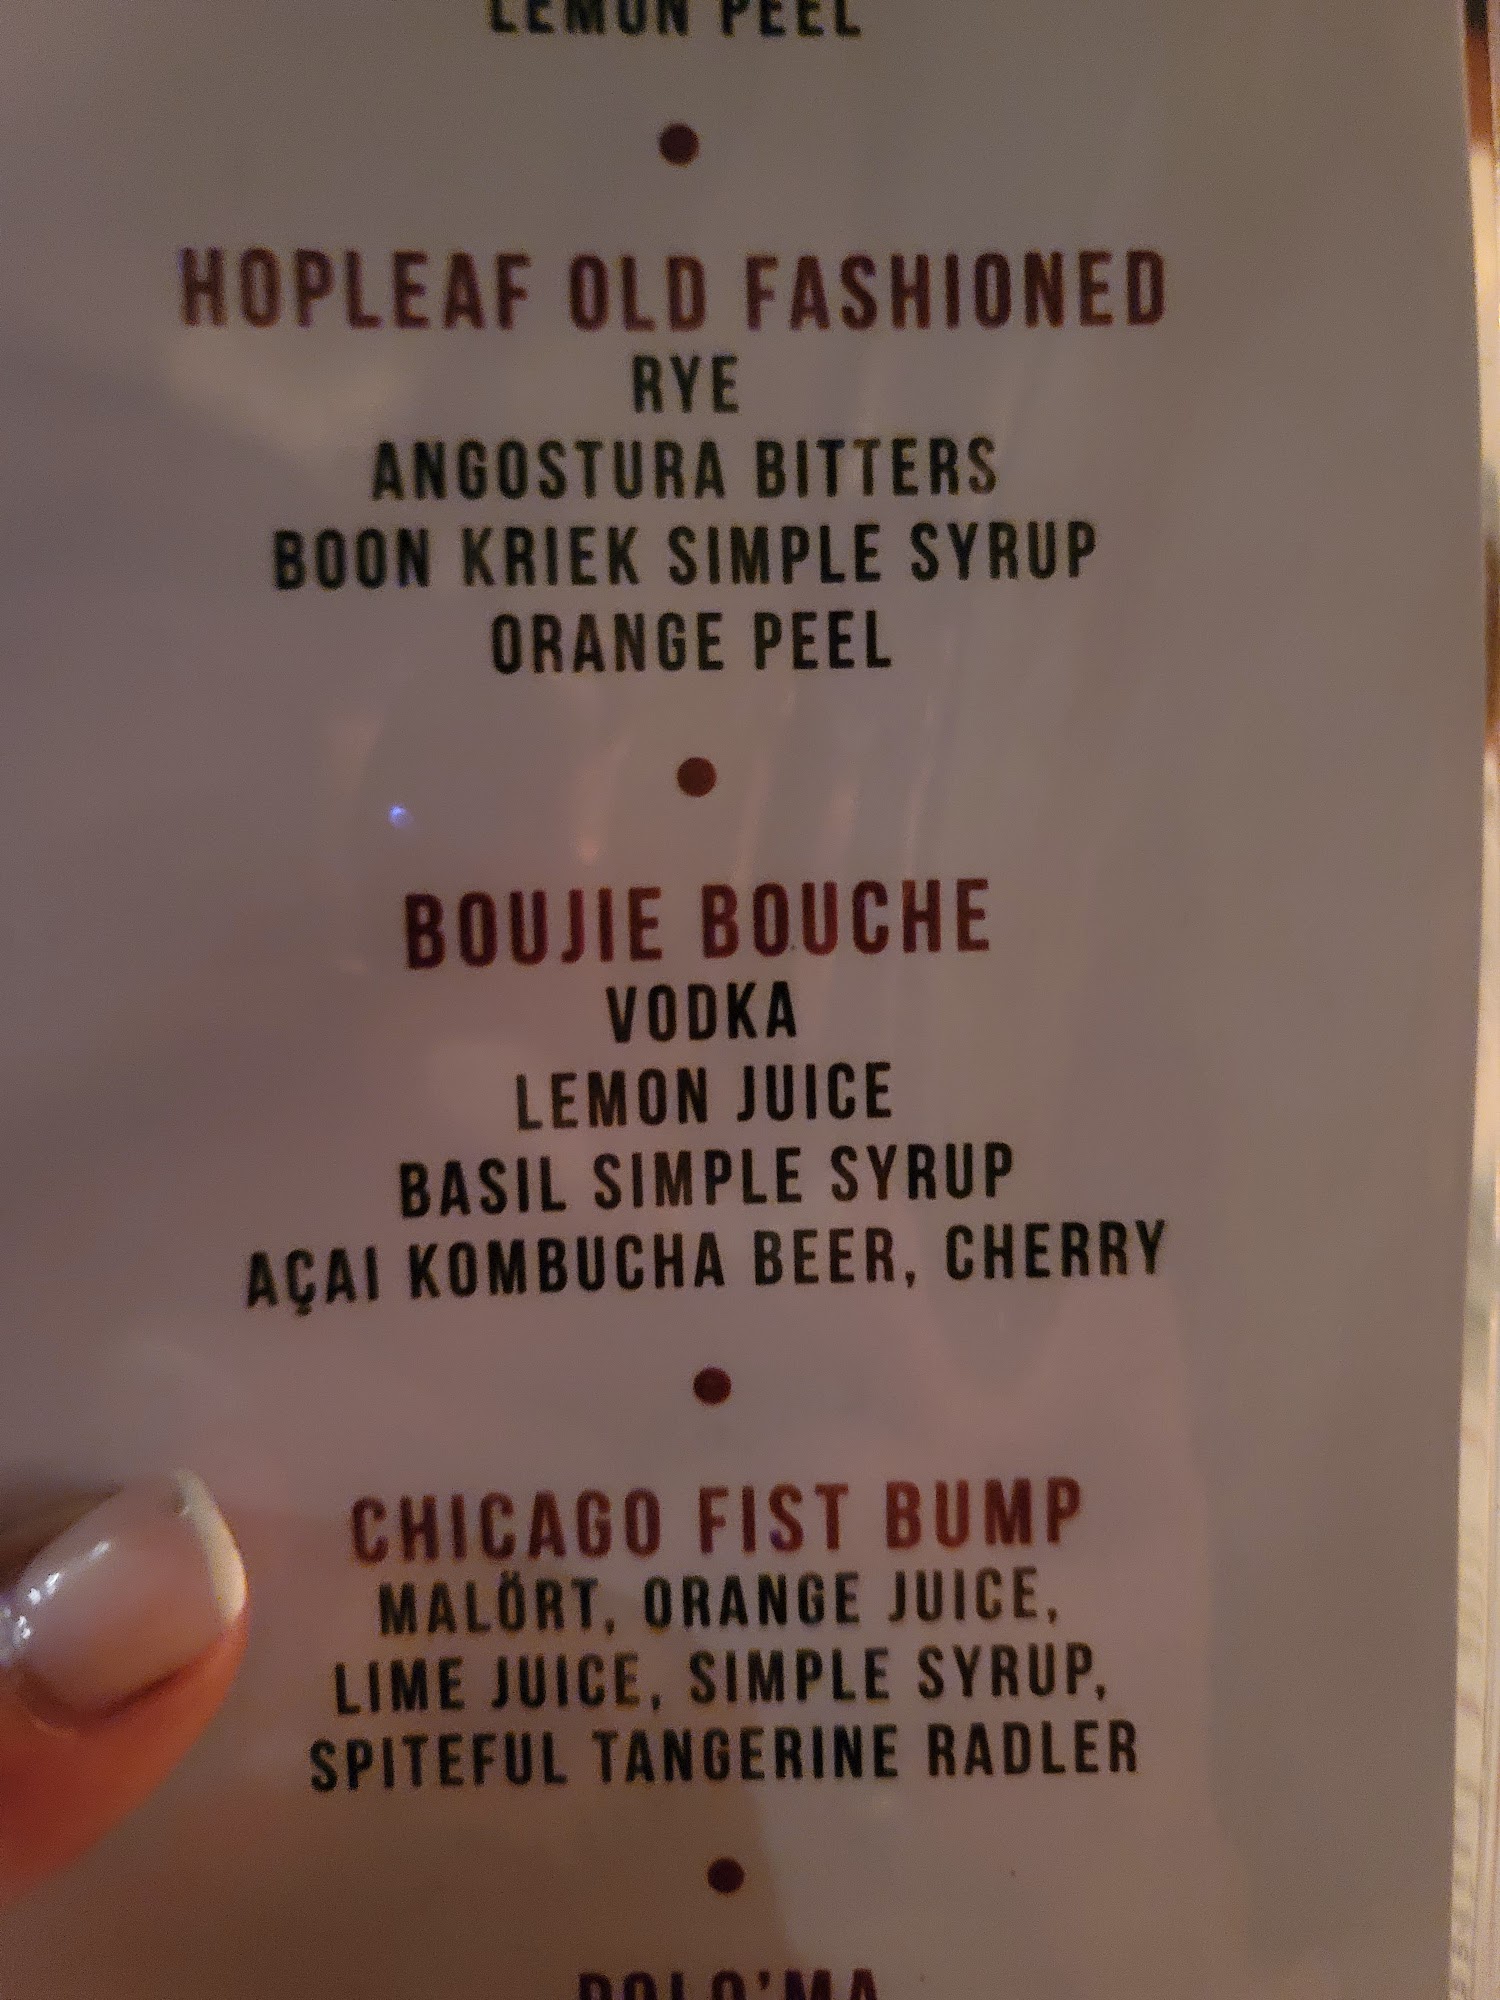 LEMON PEEL
HOPLEAF OLD FASHIONED
RYE
ANGOSTURA BITTERS
BOON KRIEK SIMPLE SYRUP
ORANGE PEEL
BOUJIE BOUCHE
VODKA
LEMON JUICE
BASIL SIMPLE SYRUP
AÇAI KOMBUCHA BEER, CHERRY
CHICAGO FIST BUMP
MALÖRT, ORANGE JUICE,
LIME JUICE, SIMPLE SYRUP,
SPITEFUL TANGERINE RADLER